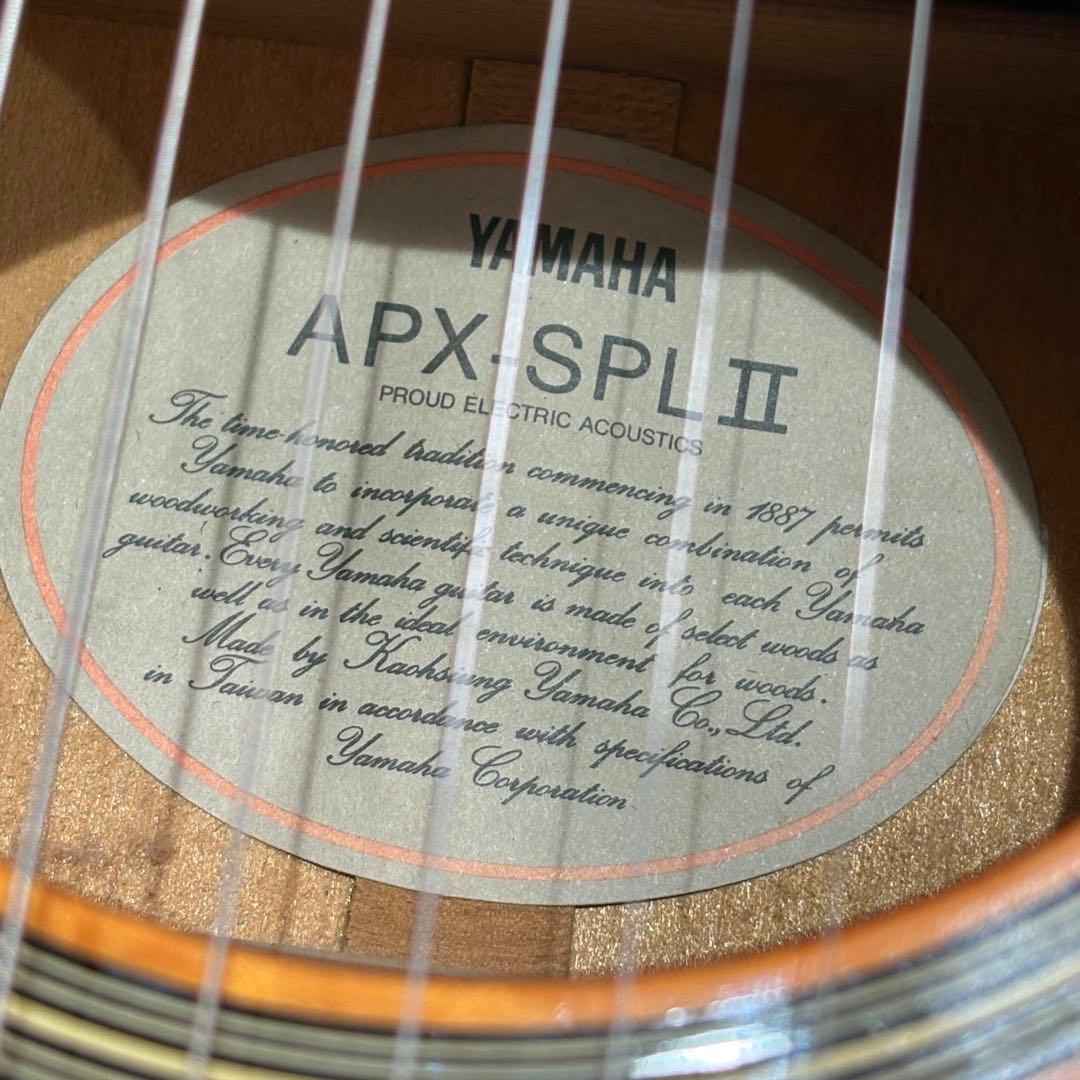 YAMAHA
APX-SPL II
PROUD ELECTRIC ACOUSTICS
The time-honored tradition commencing in 1887 permits
Yamaha to incorporate a unique combination of
woodworking and scientific technique into each Yamaha
guitar. Every Yamaha guitar is made of select woods as
well as in the ideal environment for woods.
Made by Kaohsiung Yamaha Co., Ltd.
in Taiwan in accordance with specifications of
Yamaha Corporation.